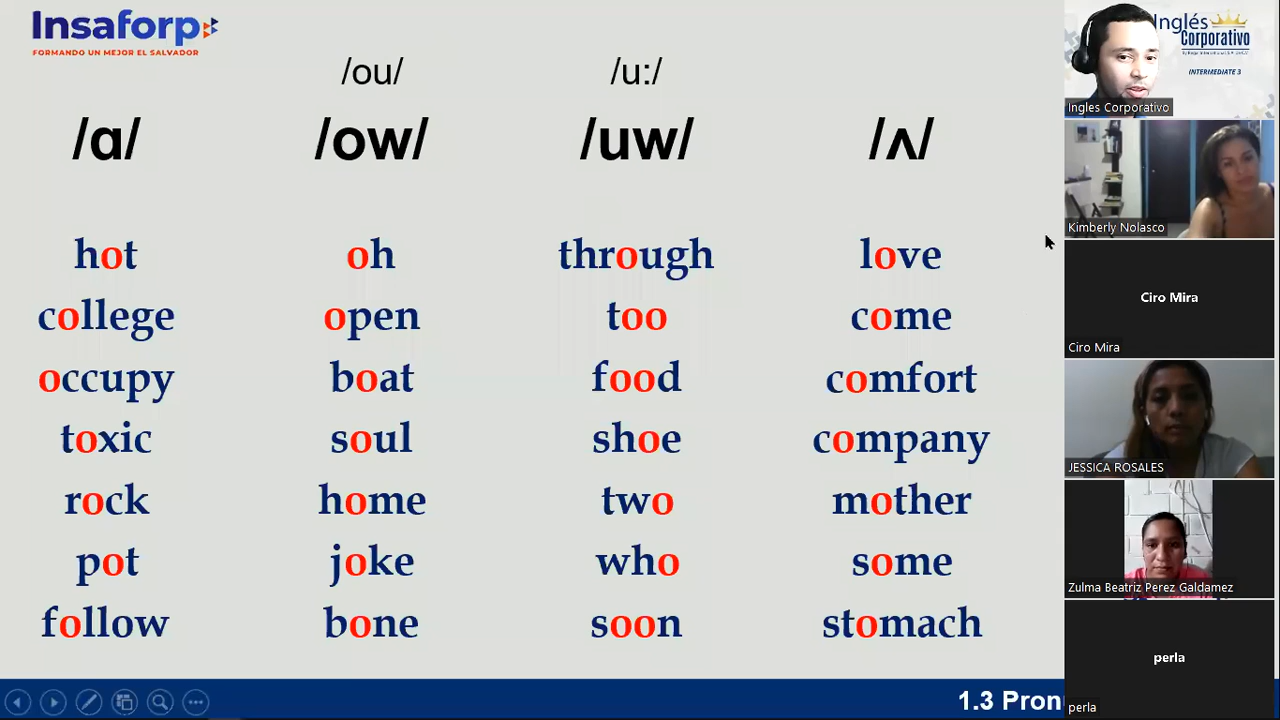 Insaforp
FORMANDO UN MEJOR EL SALVADOR
/ou/ /u:/
/ɑ/ /ow/ /uw/ /ʌ/
hot oh through love
college open too come
occupy boat food comfort
toxic soul shoe company
rock home two mother
pot joke who some
follow bone soon stomach
1.3 Pron
Inglés
Corporativo
INTERMEDIATE 3
Ingles Corporativo
Kimberly Nolasco
Ciro Mira
Ciro Mira
JESSICA ROSALES
Zulma Beatriz Perez Galdamez
perla
perla